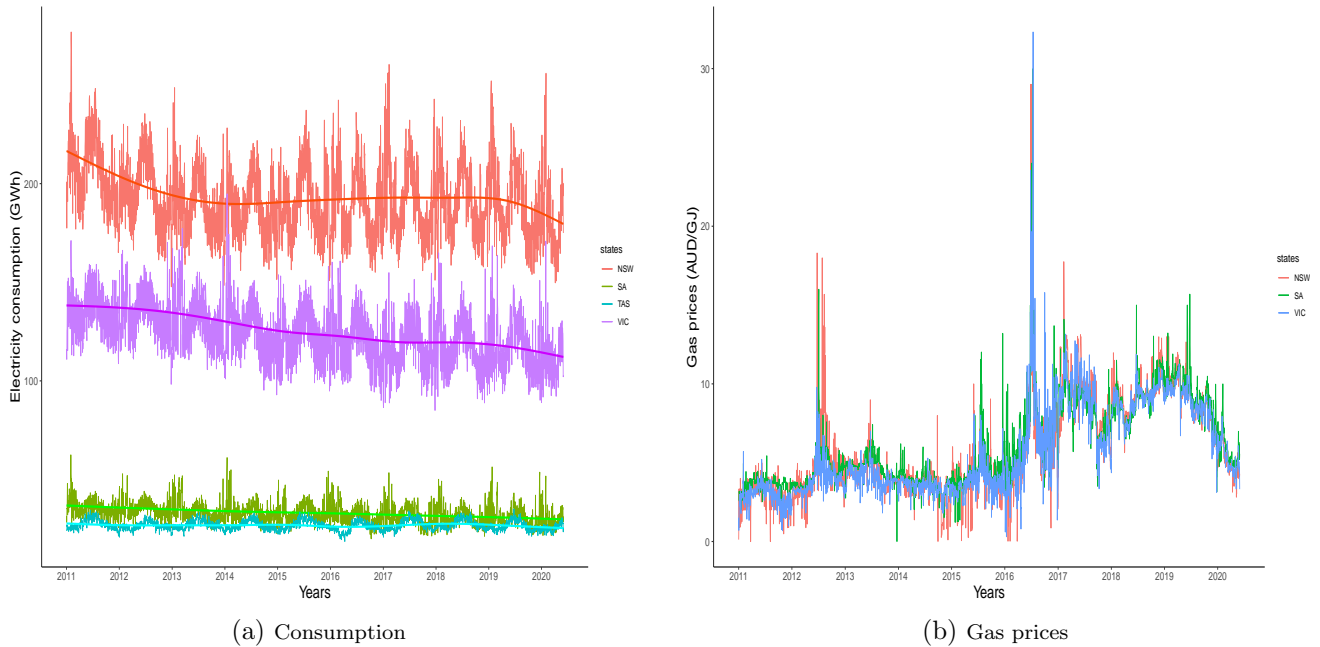 Electricity consumption (GWh)
200
100
2011 2012 2013 2014 2015 2016 2017 2018 2019 2020
Years
states
NSW
SA
TAS
VIC
(a) Consumption
Gas prices (AUD/GJ)
30
20
10
0
2011 2012 2013 2014 2015 2016 2017 2018 2019 2020
Years
states
NSW
SA
VIC
(b) Gas prices